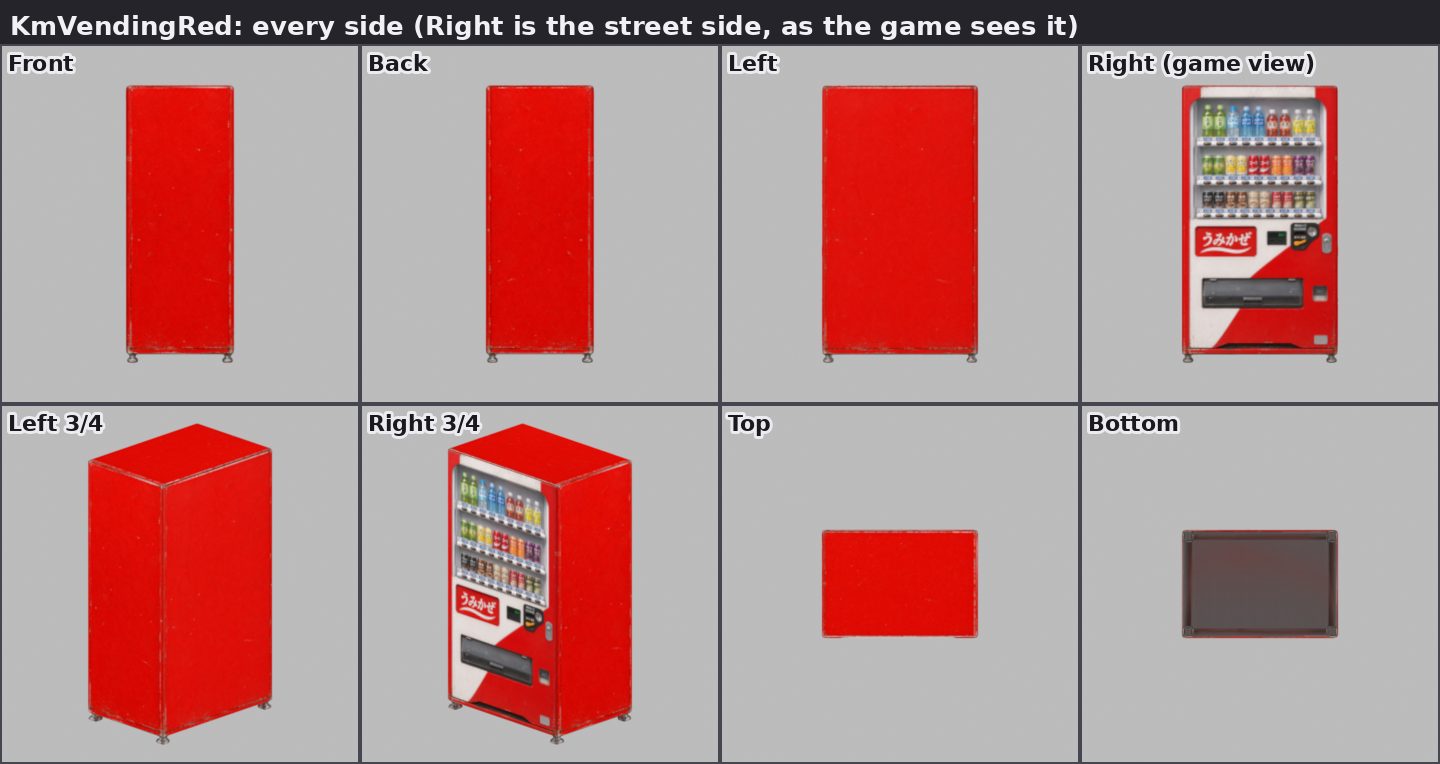 KmVendingRed: every side (Right is the street side, as the game sees it)
Front
Back
Left
Right (game view)
うみかぜ
Left 3/4
Right 3/4
うみかぜ
Top
Bottom